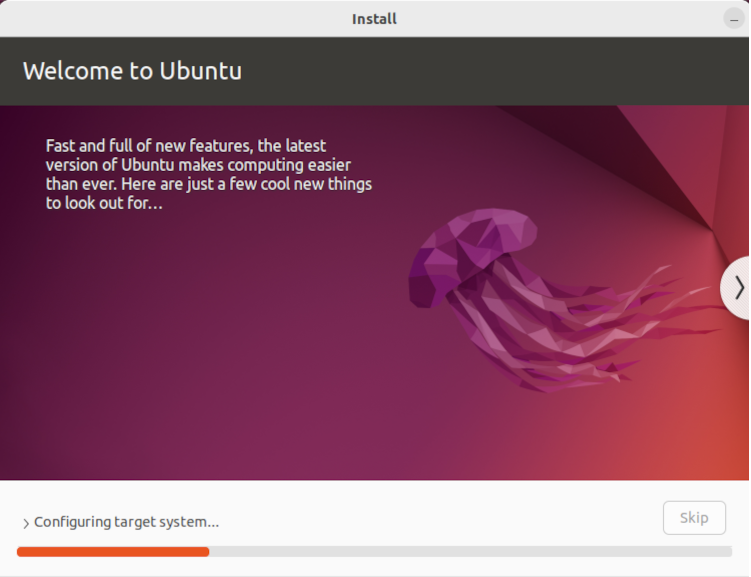 Install
Welcome to Ubuntu
Fast and full of new features, the latest
version of Ubuntu makes computing easier
than ever. Here are just a few cool new things
to look out for...
Configuring target system...
Skip